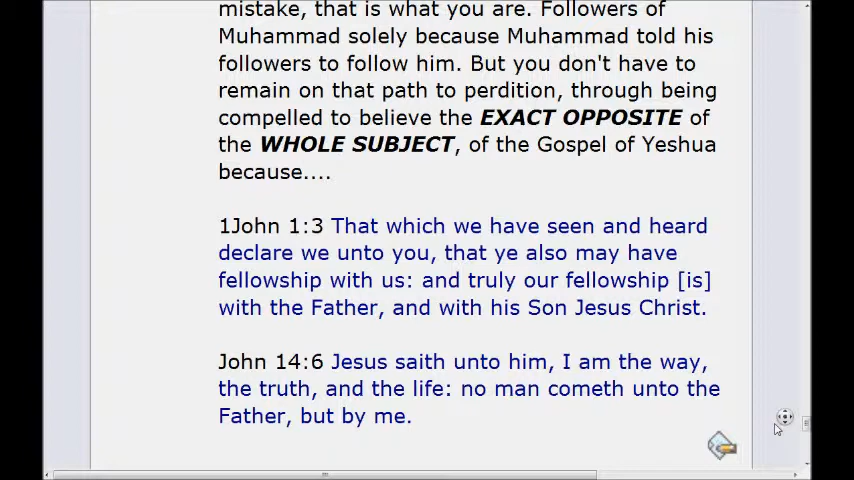 mistake, that is what you are. Followers of
Muhammad solely because Muhammad told his
followers to follow him. But you don't have to
remain on that path to perdition, through being
compelled to believe the EXACT OPPOSITE of
the WHOLE SUBJECT, of the Gospel of Yeshua
because....
1John 1:3 That which we have seen and heard
declare we unto you, that ye also may have
fellowship with us: and truly our fellowship [is]
with the Father, and with his Son Jesus Christ.
John 14:6 Jesus saith unto him, I am the way,
the truth, and the life: no man cometh unto the
Father, but by me.